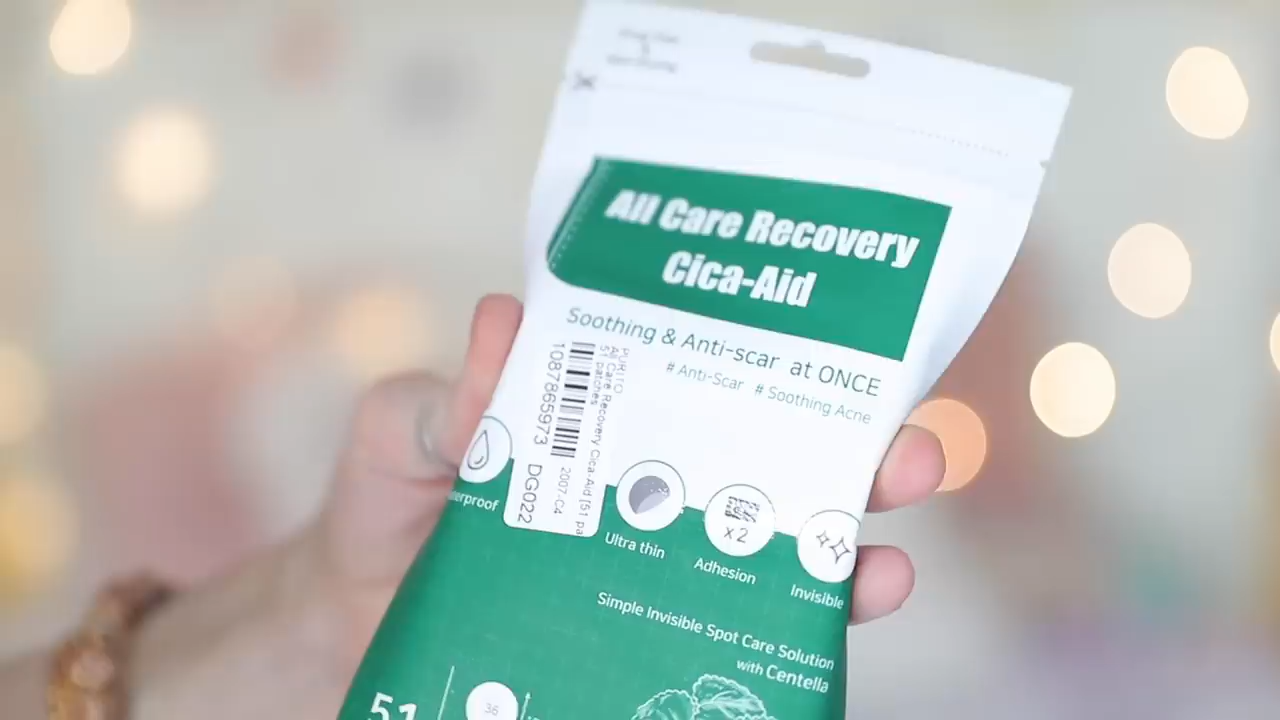 All Care Recovery
Cica-Aid
Soothing & Anti-scar at ONCE
# Anti-Scar # Soothing Acne
PURITO
All Care Recovery Cica-Aid [51 pa
51 patches
1087865973
2007-C4
DG022
erproof
Ultra thin
x 2
Adhesion
Invisible
Simple Invisible Spot Care Solution
with Centella
51
36